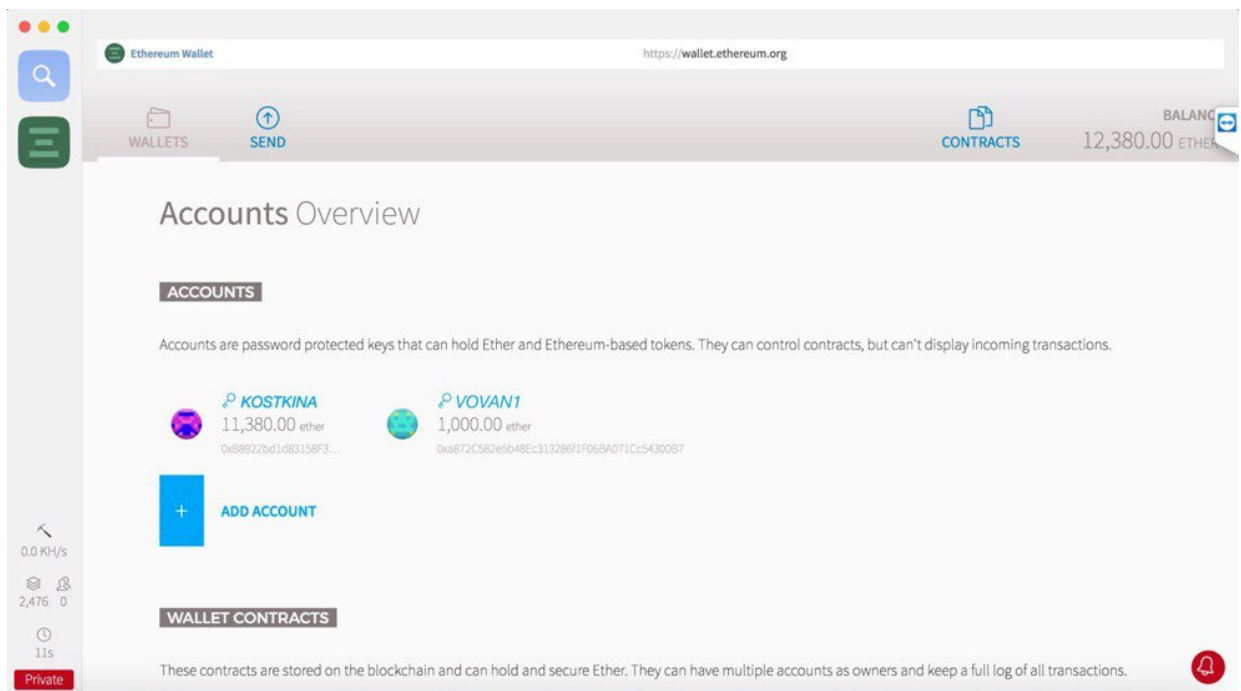 Ethereum Wallet
https://wallet.ethereum.org
WALLETS
SEND
CONTRACTS
BALANC
12,380.00 ETHER
Accounts Overview
ACCOUNTS
Accounts are password protected keys that can hold Ether and Ethereum-based tokens. They can control contracts, but can't display incoming transactions.
KOSTKINA
11,380.00 ether
0xB8922bd1d83158F3...
VOVAN1
1,000.00 ether
0xa872C582e5b48Ec313286f1F06BA071Cc54300B7
+ ADD ACCOUNT
0.0 KH/s
2,476 0
11s
Private
WALLET CONTRACTS
These contracts are stored on the blockchain and can hold and secure Ether. They can have multiple accounts as owners and keep a full log of all transactions.